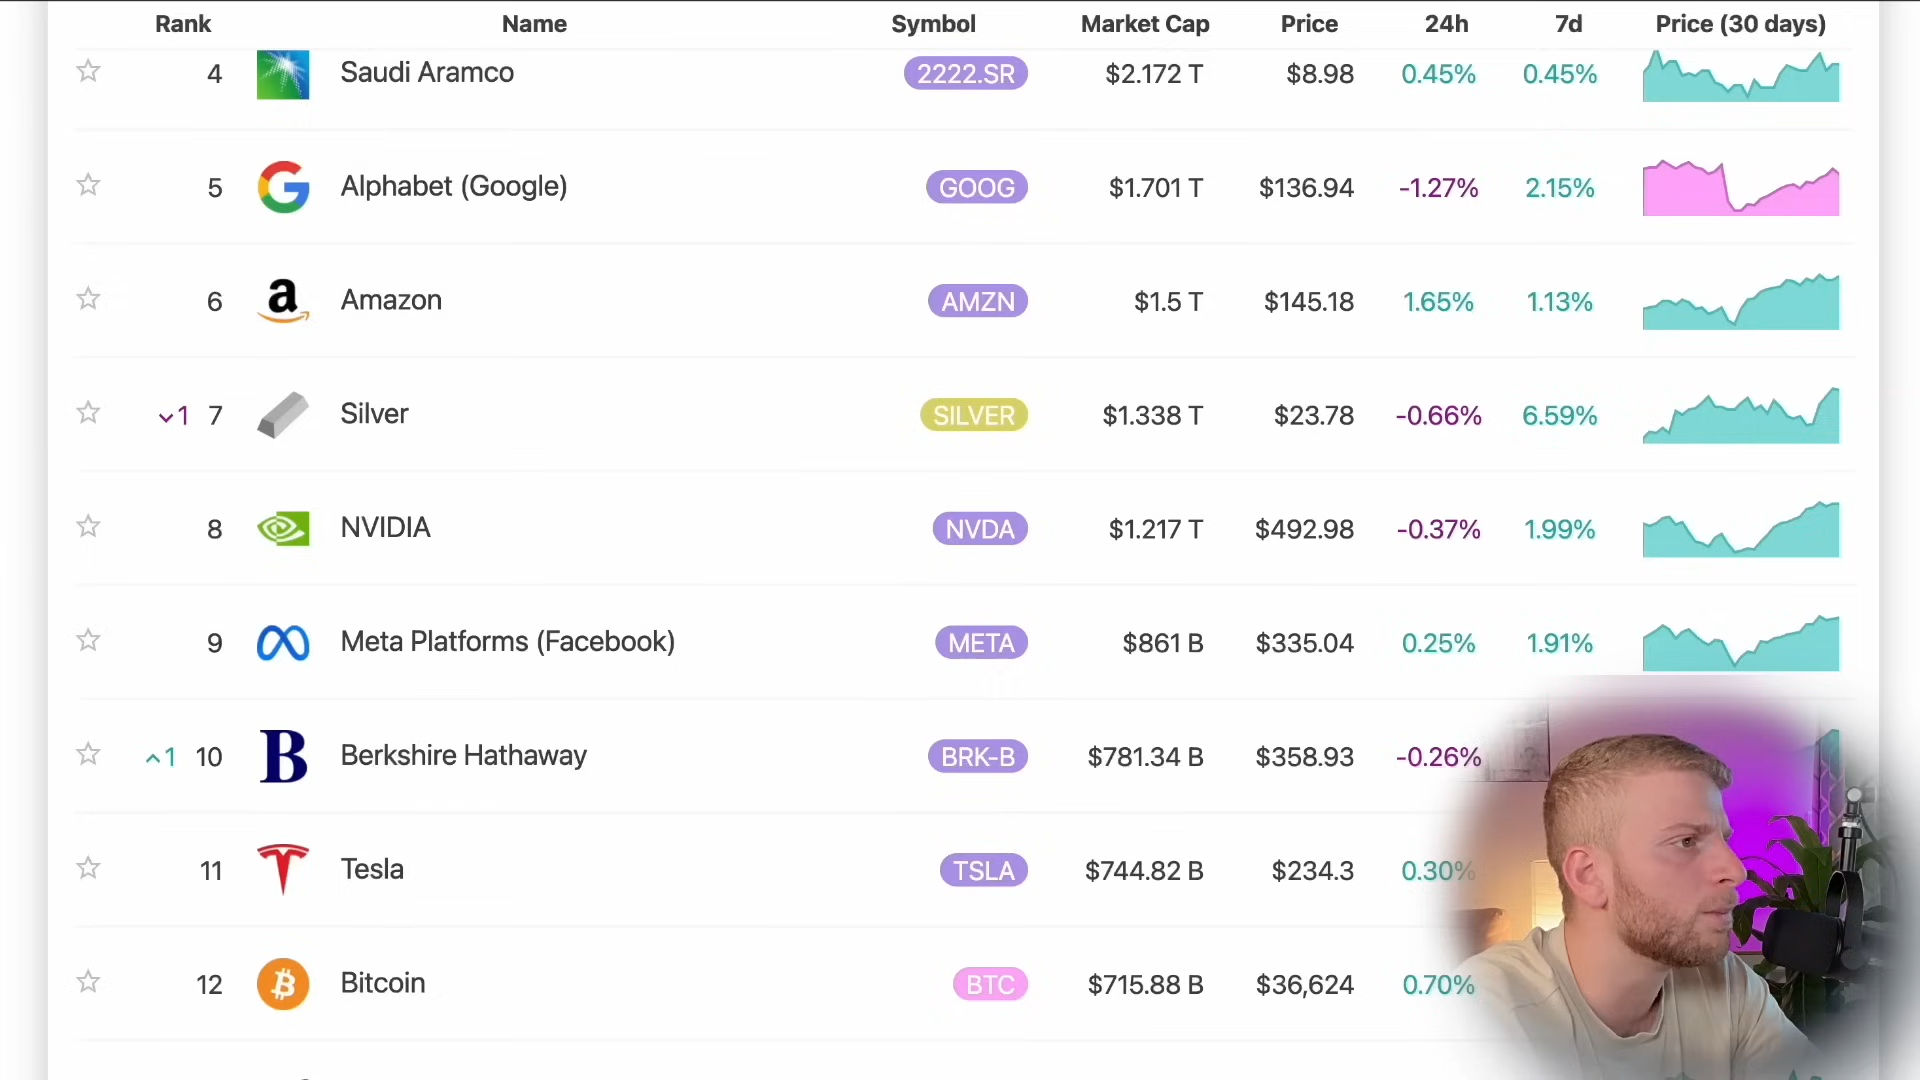 Rank Name Symbol Market Cap Price 24h 7d Price (30 days)
4 Saudi Aramco 2222.SR $2.172 T $8.98 0.45% 0.45%
5 Alphabet (Google) GOOG $1.701 T $136.94 -1.27% 2.15%
6 Amazon AMZN $1.5 T $145.18 1.65% 1.13%
1 7 Silver SILVER $1.338 T $23.78 -0.66% 6.59%
8 NVIDIA NVDA $1.217 T $492.98 -0.37% 1.99%
9 Meta Platforms (Facebook) META $861 B $335.04 0.25% 1.91%
1 10 B Berkshire Hathaway BRK-B $781.34 B $358.93 -0.26%
11 Tesla TSLA $744.82 B $234.3 0.30%
12 Bitcoin BTC $715.88 B $36,624 0.70%